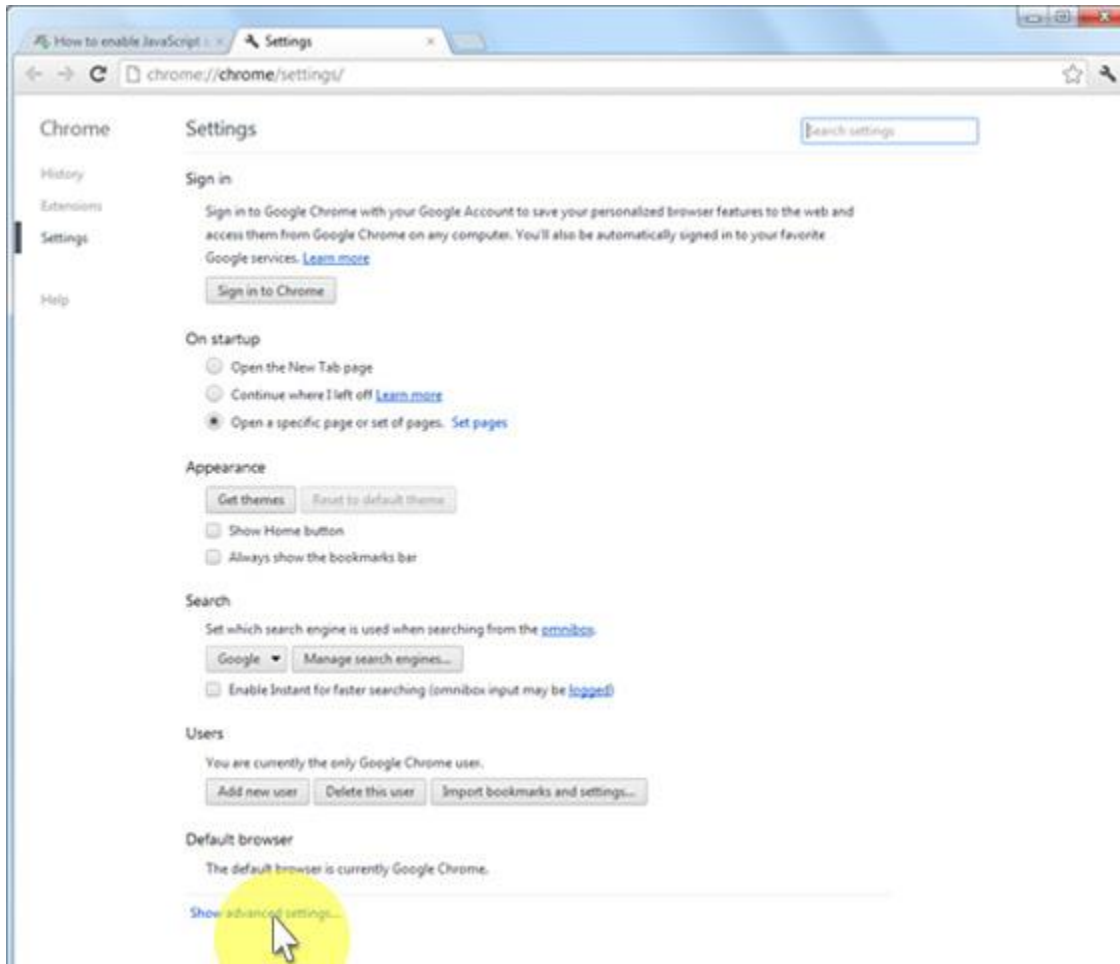 How to enable JavaScript
Settings
chrome://chrome/settings/
Chrome
Settings
Search settings
History
Extensions
Settings
Help
Sign in
Sign in to Google Chrome with your Google Account to save your personalized browser features to the web and
access them from Google Chrome on any computer. You'll also be automatically signed in to your favorite
Google services. Learn more
Sign in to Chrome
On startup
Open the New Tab page
Continue where I left off Learn more
Open a specific page or set of pages. Set pages
Appearance
Get themes Reset to default theme
Show Home button
Always show the bookmarks bar
Search
Set which search engine is used when searching from the omnibox.
Google Manage search engines...
Enable Instant for faster searching (omnibox input may be logged)
Users
You are currently the only Google Chrome user.
Add new user Delete this user Import bookmarks and settings...
Default browser
The default browser is currently Google Chrome.
Show advanced settings...